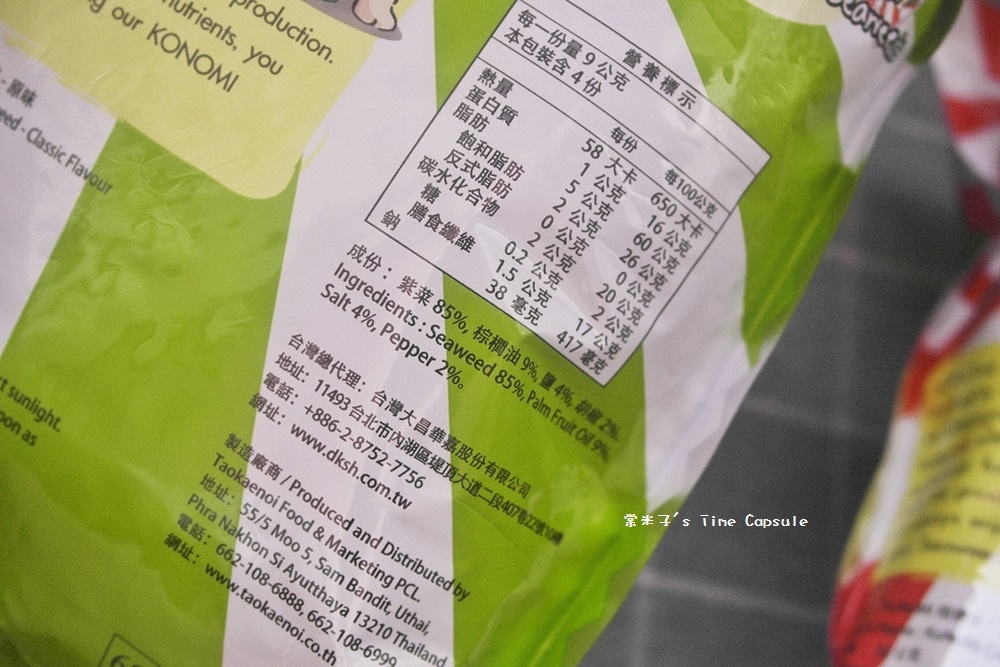 production.
nutrients, you
g our KONOMI
原味
eed - Classic Flavour
營養標示
每一份量 9 公克
本包裝含 4 份
每份 每100公克
熱量 58 大卡 650 大卡
蛋白質 1 公克 16 公克
脂肪 5 公克 60 公克
飽和脂肪 2 公克 26 公克
反式脂肪 0 公克 0 公克
碳水化合物 2 公克 20 公克
糖 0.2 公克 2 公克
膳食纖維 1.5 公克 17 公克
鈉 38 毫克 417 毫克
成份：紫菜 85%, 棕櫚油 9%, 鹽 4%, 胡椒 2%.
Ingredients : Seaweed 85%, Palm Fruit Oil 9%,
Salt 4%, Pepper 2%.
台灣總代理：台灣大昌華嘉股份有限公司
地址：11493 台北市內湖區堤頂大道二段407巷22號10樓
電話：+886-2-8752-7756
網址：www.dksh.com.tw
製造廠商 / Produced and Distributed by
Taokaenoi Food & Marketing PCL.
地址：55/5 Moo 5, Sam Bandit, Uthai,
Phra Nakhon Si Ayutthaya 13210 Thailand
電話：662-108-6888, 662-108-6999
網址：www.taokaenoi.co.th
t sunlight.
oon as
棠米子's Time Capsule